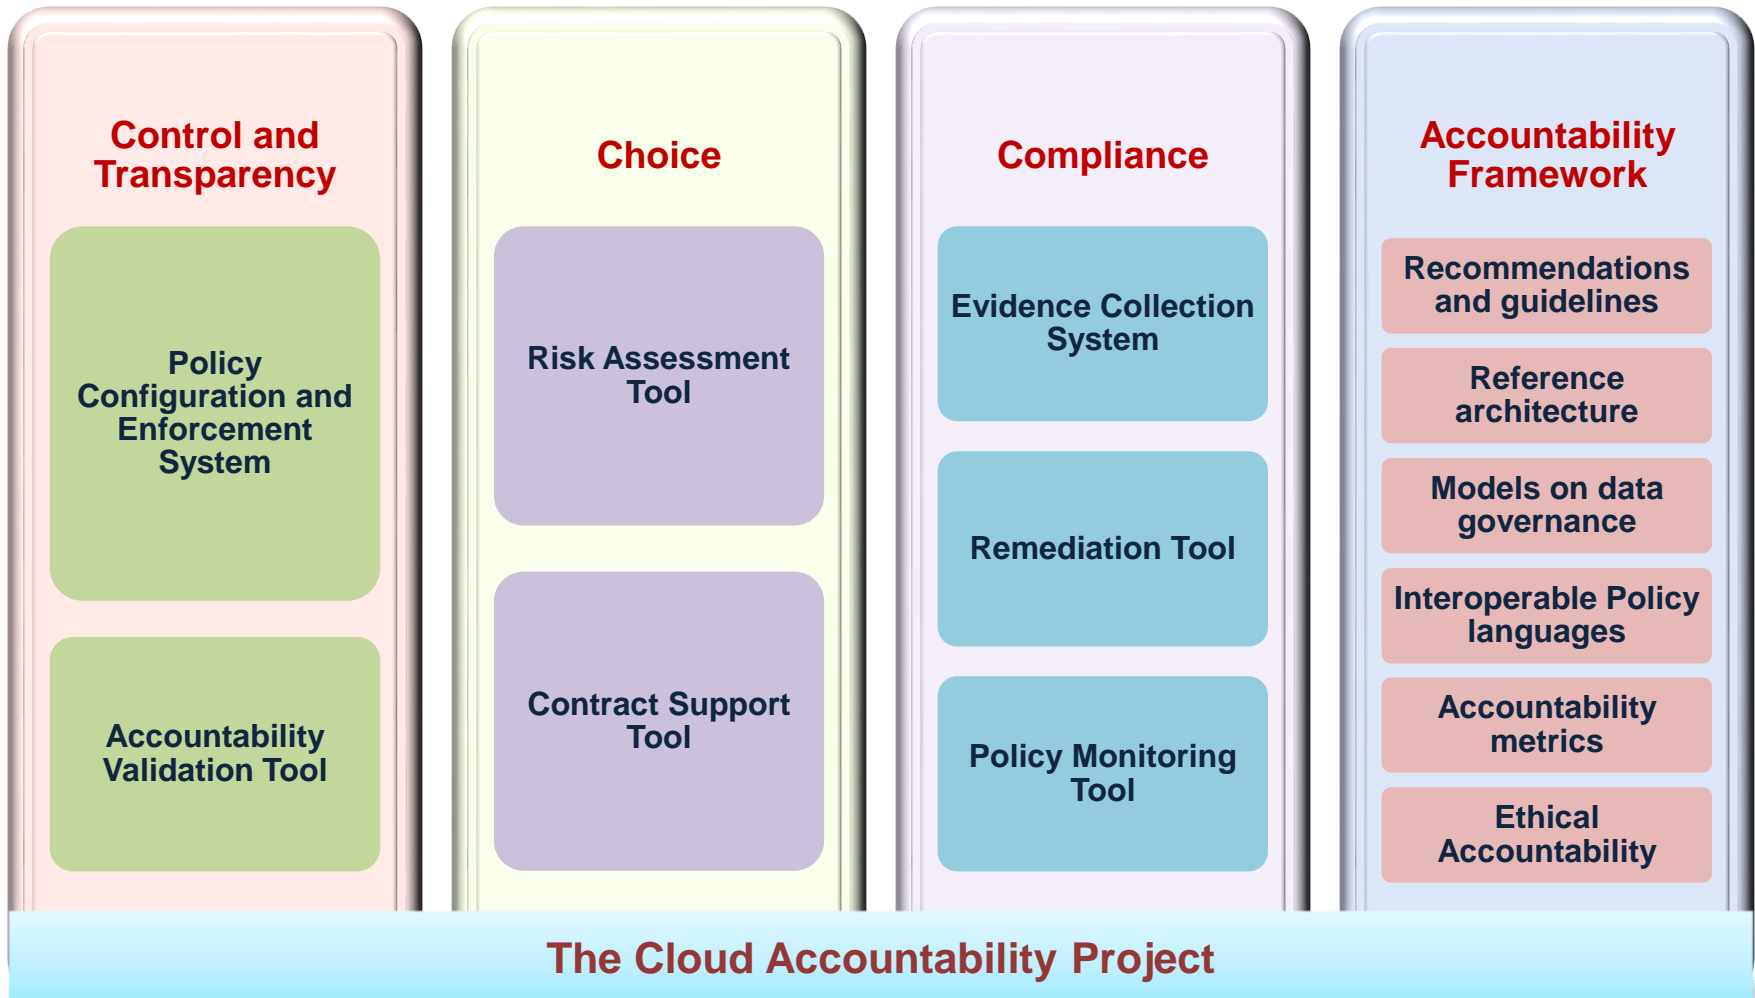 Control and
Transparency
Policy
Configuration and
Enforcement
System
Accountability
Validation Tool
Choice
Risk Assessment
Tool
Contract Support
Tool
Compliance
Evidence Collection
System
Remediation Tool
Policy Monitoring
Tool
Accountability
Framework
Recommendations
and guidelines
Reference
architecture
Models on data
governance
Interoperable Policy
languages
Accountability
metrics
Ethical
Accountability
The Cloud Accountability Project